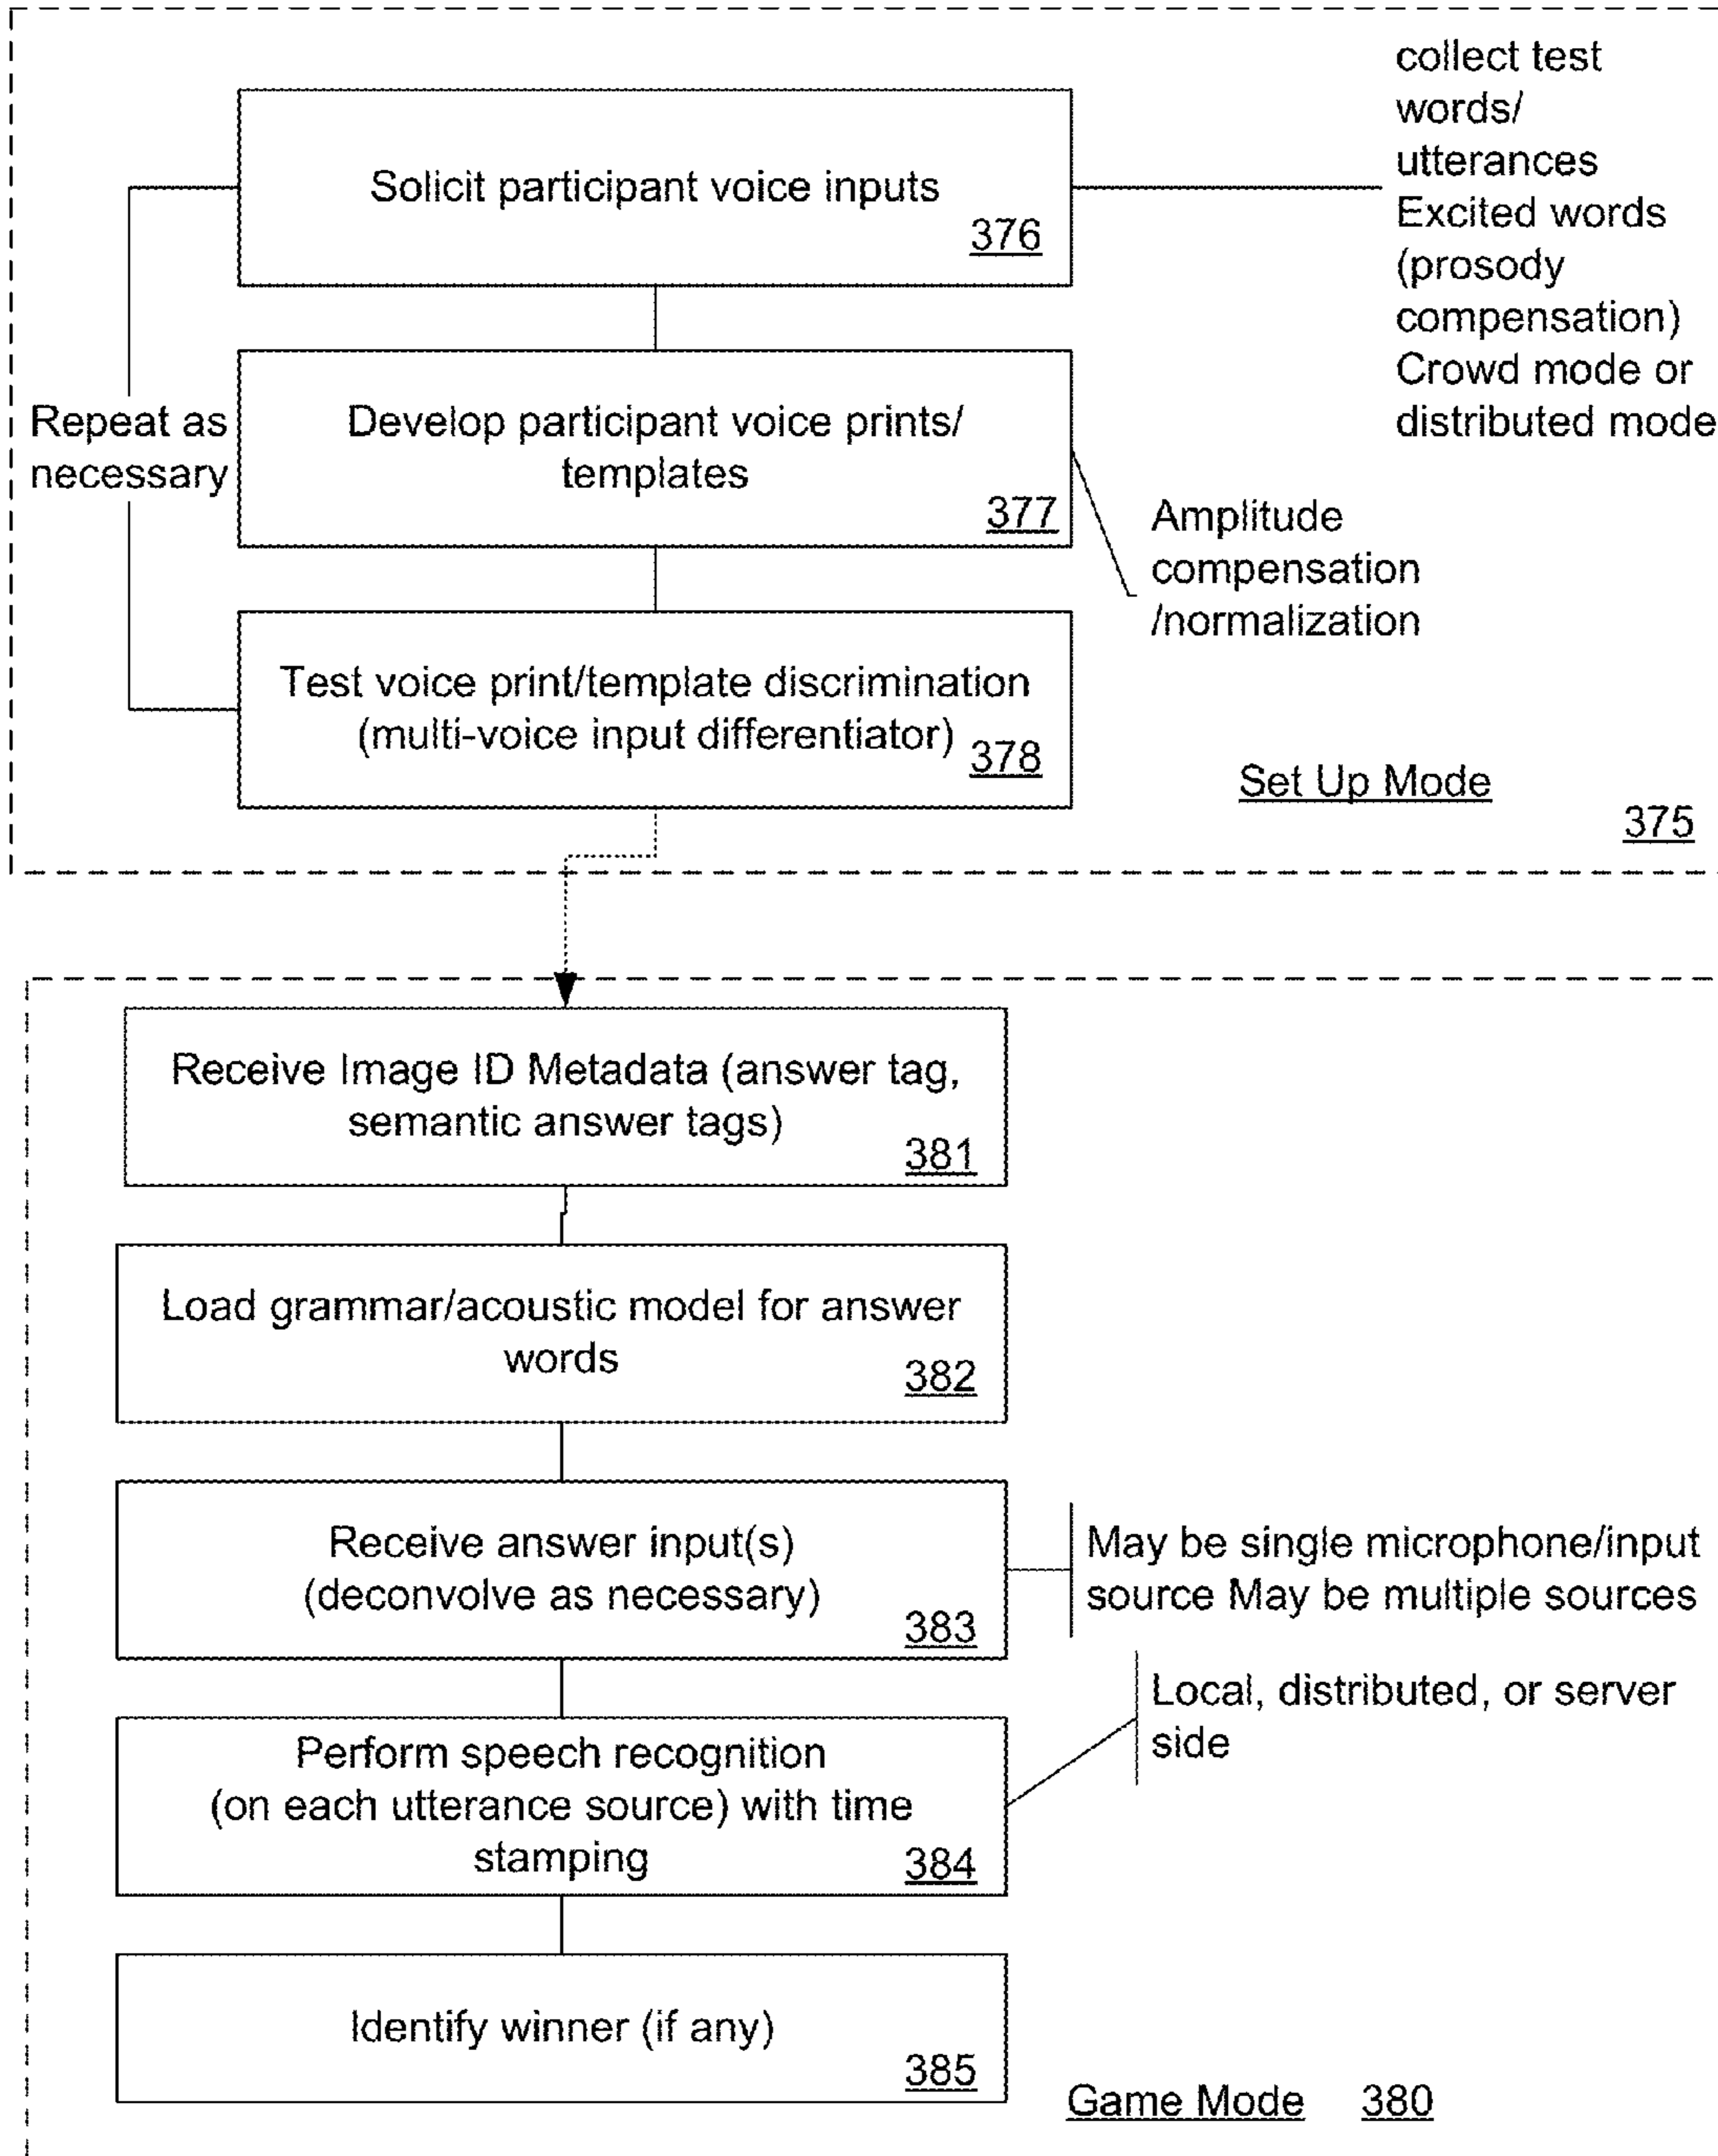 collect test
words/
utterances
Excited words
(prosody
compensation)
Crowd mode or
distributed mode
Solicit participant voice inputs
376
Repeat as
necessary
Develop participant voice prints/
templates
377
Amplitude
compensation
/normalization
Test voice print/template discrimination
(multi-voice input differentiator)
378
Set Up Mode
375
Receive Image ID Metadata (answer tag,
semantic answer tags)
381
Load grammar/acoustic model for answer
words
382
Receive answer input(s)
(deconvolve as necessary)
383
May be single microphone/input
source May be multiple sources
Local, distributed, or server
side
Perform speech recognition
(on each utterance source) with time
stamping
384
Identify winner (if any)
385
Game Mode 380